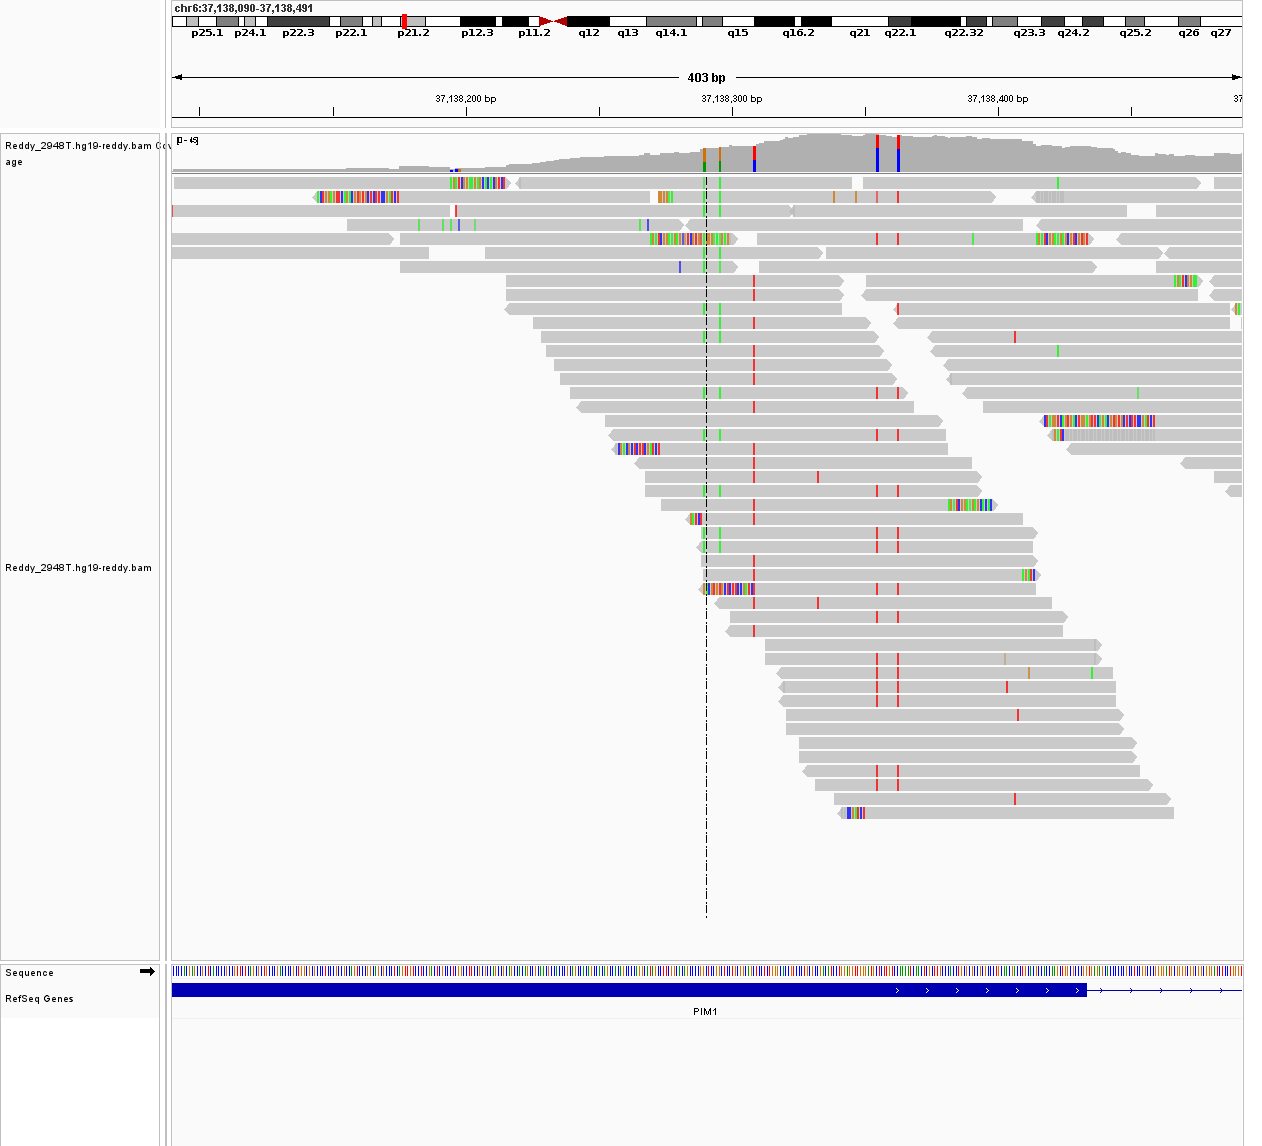 chr6:37,138,090-37,138,491
p25.1 p24.1 p22.3 p22.1 p21.2 p12.3 p11.2 q12 q13 q14.1 q15 q16.2 q21 q22.1 q22.32 q23.3 q24.2 q25.2 q26 q27
403 bp
37,138,200 bp 37,138,300 bp 37,138,400 bp 37
Reddy_2948T.hg19-reddy.bam Cov
age
Reddy_2948T.hg19-reddy.bam
Sequence
RefSeq Genes
PIM1